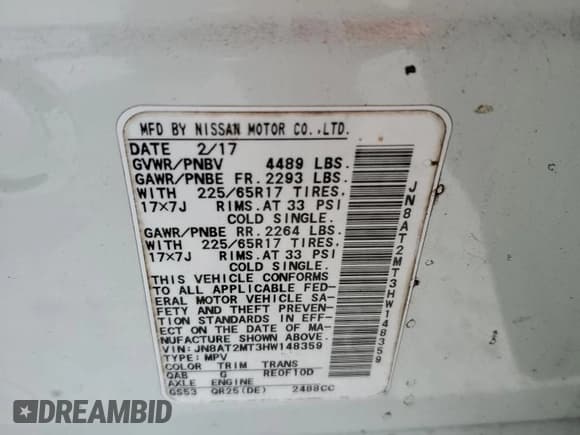 MFD BY NISSAN MOTOR CO.,LTD.
DATE 2/17
GVWR/PNBV 4489 LBS.
GAWR/PNBE FR. 2293 LBS.
WITH 225/65R17 TIRES.
17×7J RIMS. AT 33 PSI
COLD SINGLE.
GAWR/PNBE RR. 2264 LBS.
WITH 225/65R17 TIRES.
17×7J RIMS. AT 33 PSI
COLD SINGLE.
THIS VEHICLE CONFORMS
TO ALL APPLICABLE FED-
ERAL MOTOR VEHICLE SA-
FETY AND THEFT PREVEN-
TION STANDARDS IN EFF-
ECT ON THE DATE OF MA-
NUFACTURE SHOWN ABOVE.
VIN: JN8AT2MT3HW148359
TYPE: MPV
COLOR TRIM TRANS
QAB G RE0F10D
AXLE ENGINE
GS53 QR25(DE) 2488CC
JN8AT2MT3HW148359
DREAMBID